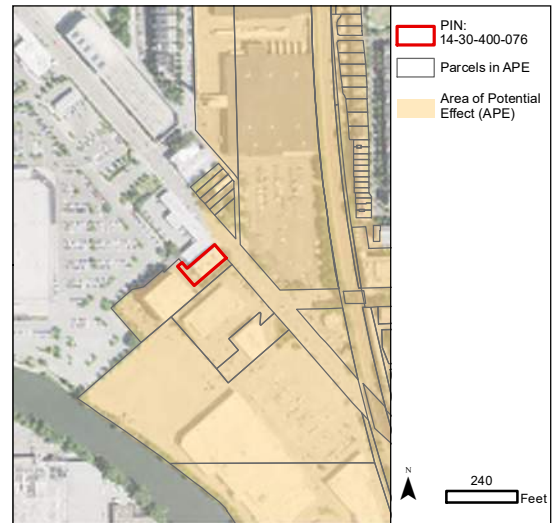 PIN:
14-30-400-076
Parcels in APE
Area of Potential
Effect (APE)
N
240
Feet